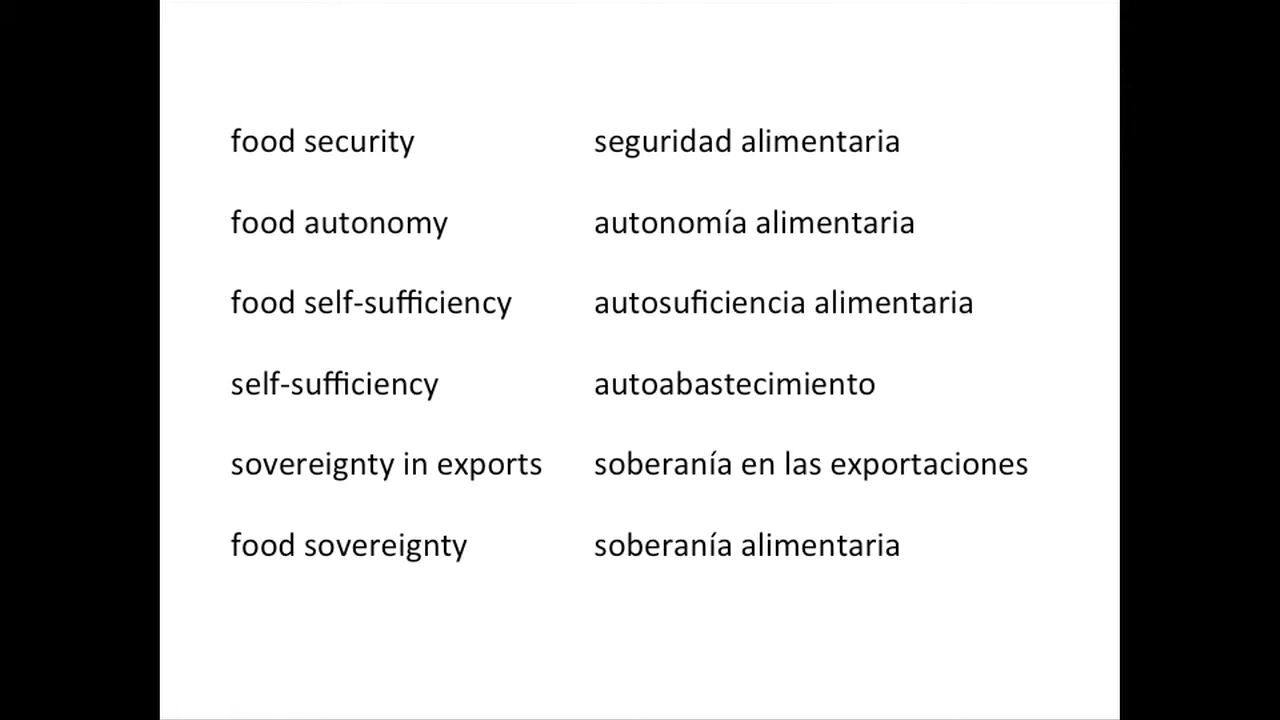 food security seguridad alimentaria
food autonomy autonomía alimentaria
food self-sufficiency autosuficiencia alimentaria
self-sufficiency autoabastecimiento
sovereignty in exports soberanía en las exportaciones
food sovereignty soberanía alimentaria